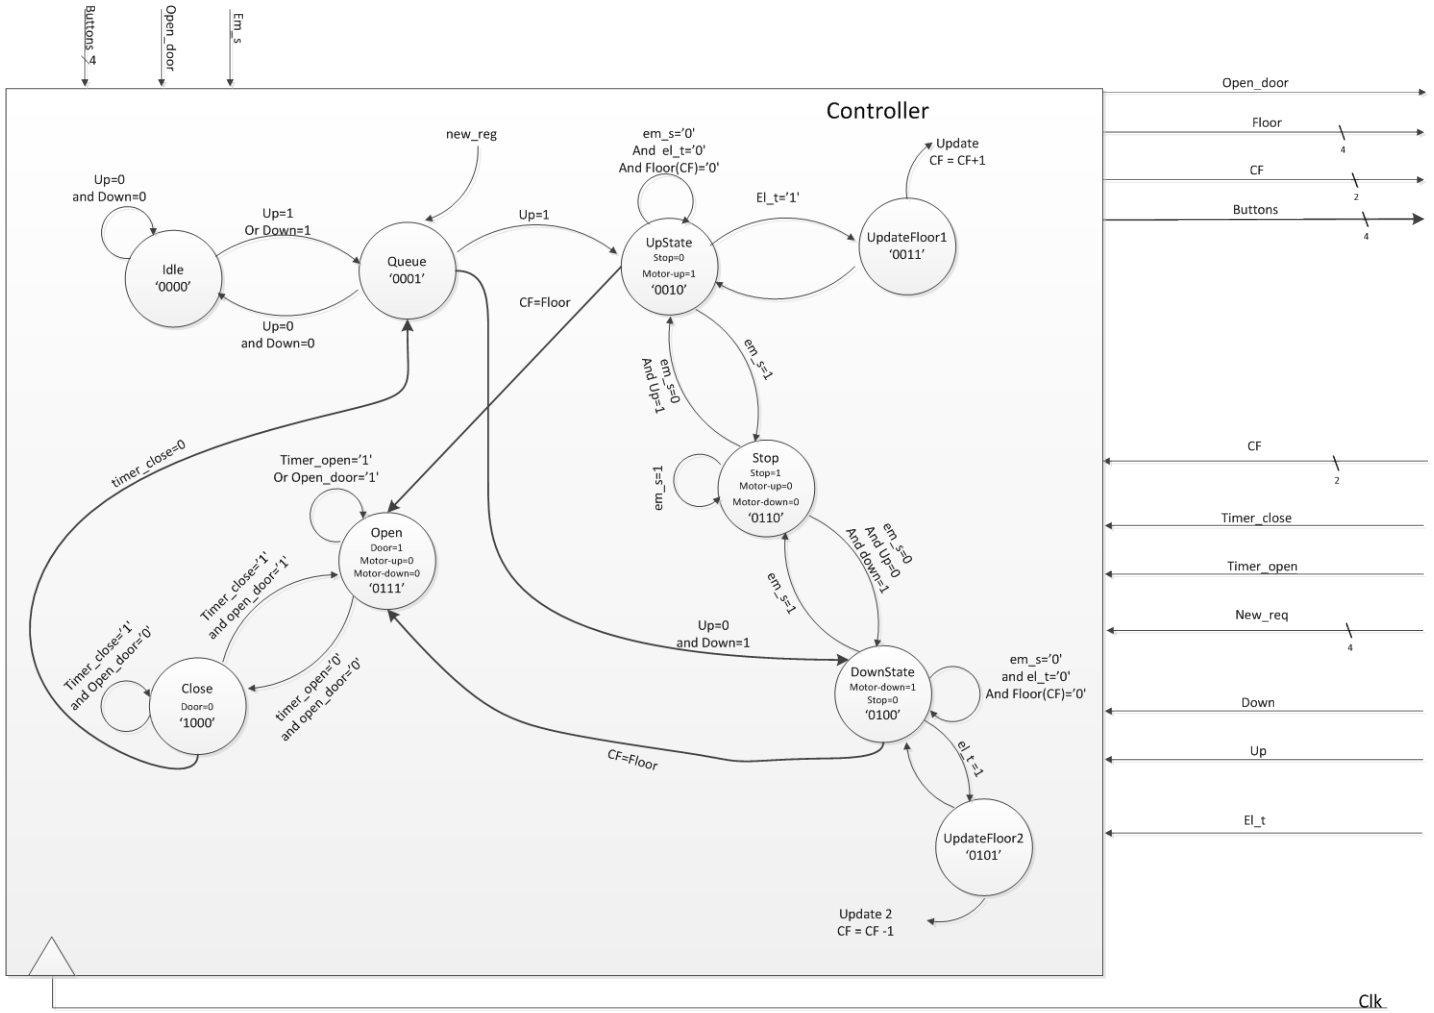 Buttons
4
Open_door
Em_s
Controller
Open_door
Floor
4
CF
2
Buttons
4
new_reg
em_s='0'
And el_t='0'
And Floor(CF)='0'
Update
CF = CF+1
Up=0
and Down=0
Up=1
Or Down=1
Up=1
El_t='1'
Idle
'0000'
Queue
'0001'
UpState
Stop=0
Motor-up=1
'0010'
UpdateFloor1
'0011'
Up=0
and Down=0
CF=Floor
em_s=0
And Up=1
em_s=1
timer_close=0
Timer_open='1'
Or Open_door='1'
em_s=1
Stop
Stop=1
Motor-up=0
Motor-down=0
'0110'
CF
2
Timer_close
Open
Door=1
Motor-up=0
Motor-down=0
'0111'
em_s=0
And Up=0
And down=1
em_s=1
Timer_open
Timer_close='1'
and open_door='1'
New_req
4
Up=0
and Down=1
Timer_close='1'
and Open_door='0'
timer_open='0'
and open_door='0'
Close
Door=0
'1000'
DownState
Motor-down=1
Stop=0
'0100'
em_s='0'
and el_t='0'
And Floor(CF)='0'
Down
CF=Floor
el_t =1
Up
El_t
UpdateFloor2
'0101'
Update 2
CF = CF -1
Clk